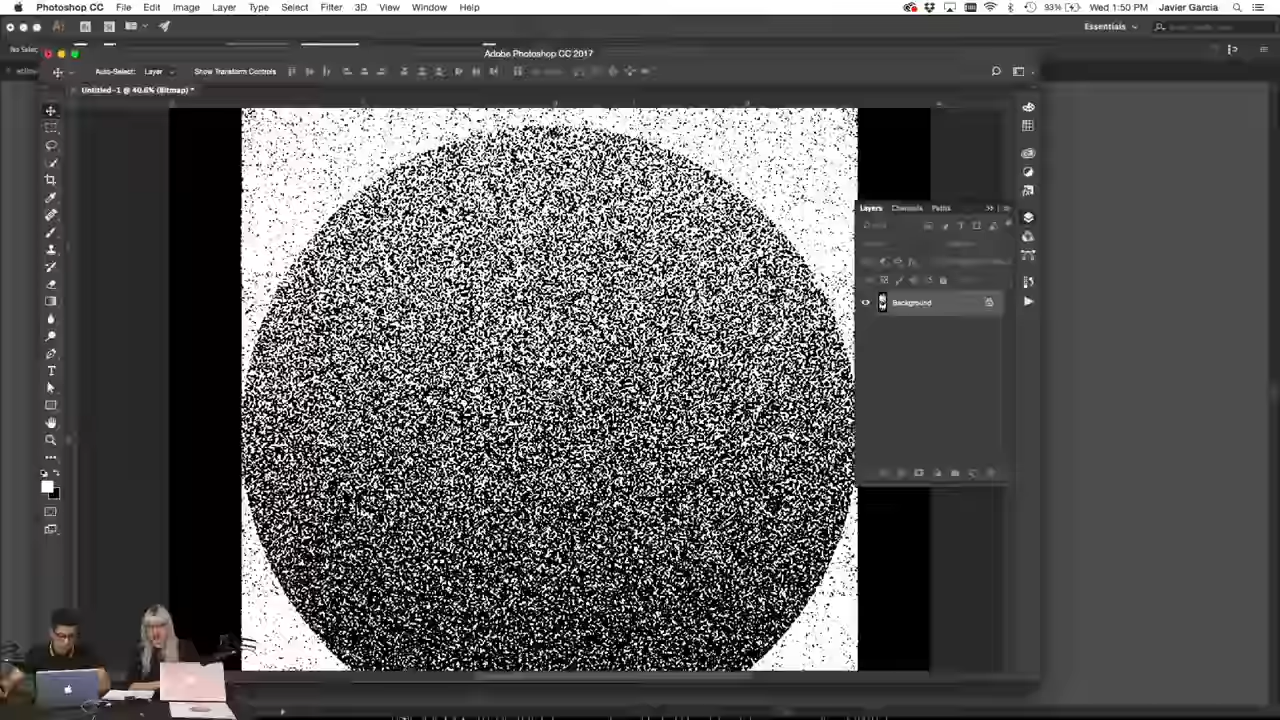 Photoshop CC File Edit Image Layer Type Select Filter 3D View Window Help 93% Wed 1:50 PM Javier Garcia
Essentials
No Selec
Adobe Photoshop CC 2017
Auto-Select: Layer Show Transform Controls
Untitled-1 @ 40.6% (Bitmap) *
Layers Channels Paths
Background